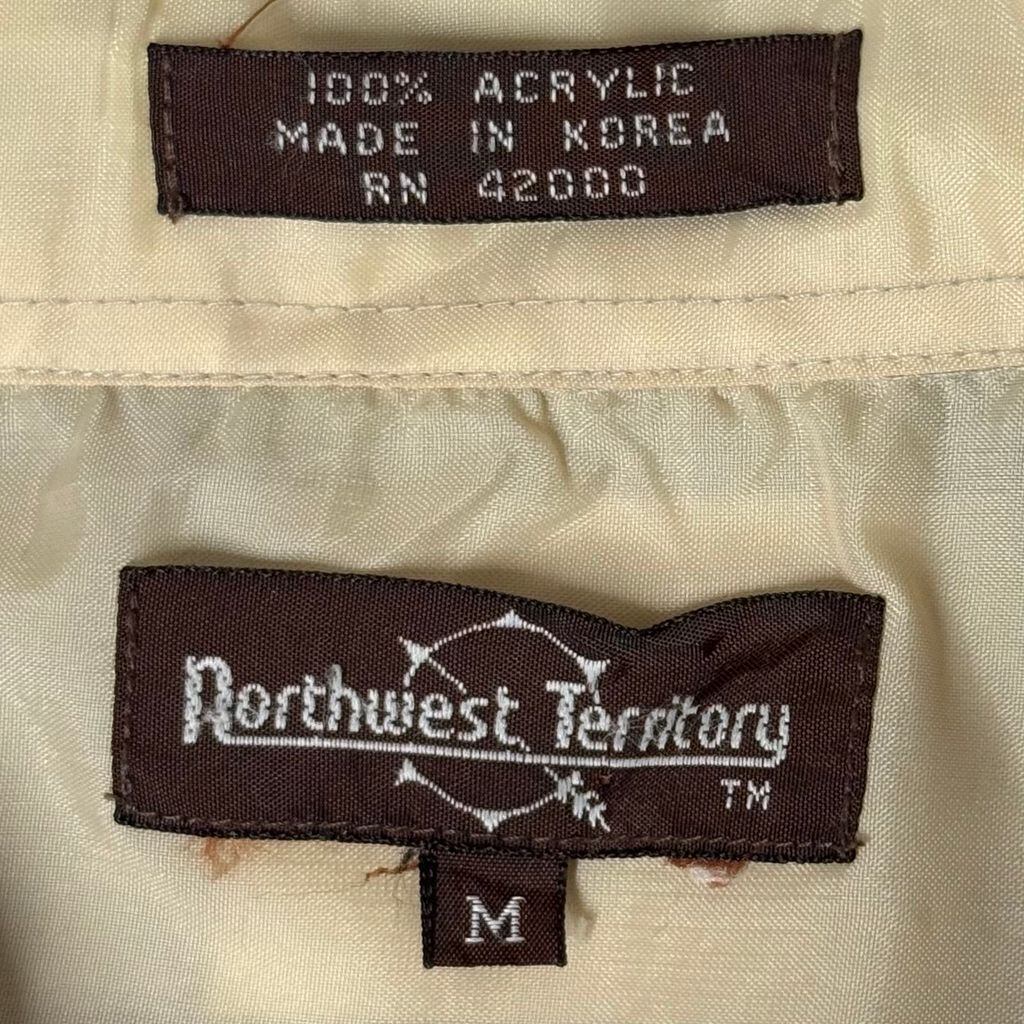 100% ACRYLIC
MADE IN KOREA
RN 42000
Northwest Territory
TM
M